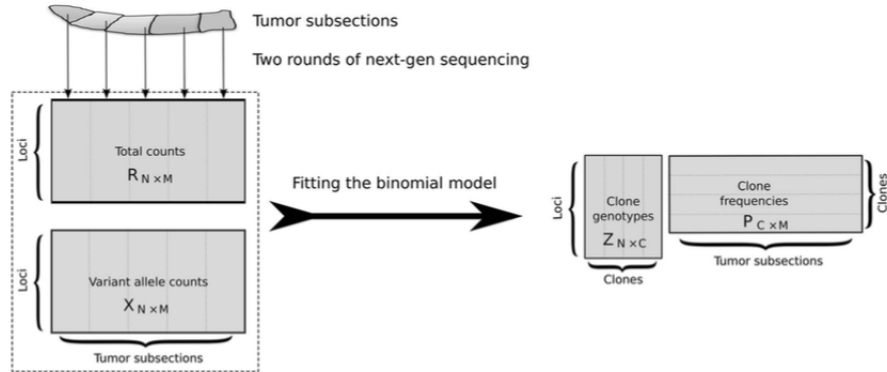 Tumor subsections
Two rounds of next-gen sequencing
Loci
Total counts
R N×M
Fitting the binomial model
Loci
Variant allele counts
X N×M
Tumor subsections
Loci
Clone
genotypes
Z N×C
Clones
Clone
frequencies
P C×M
Clones
Tumor subsections